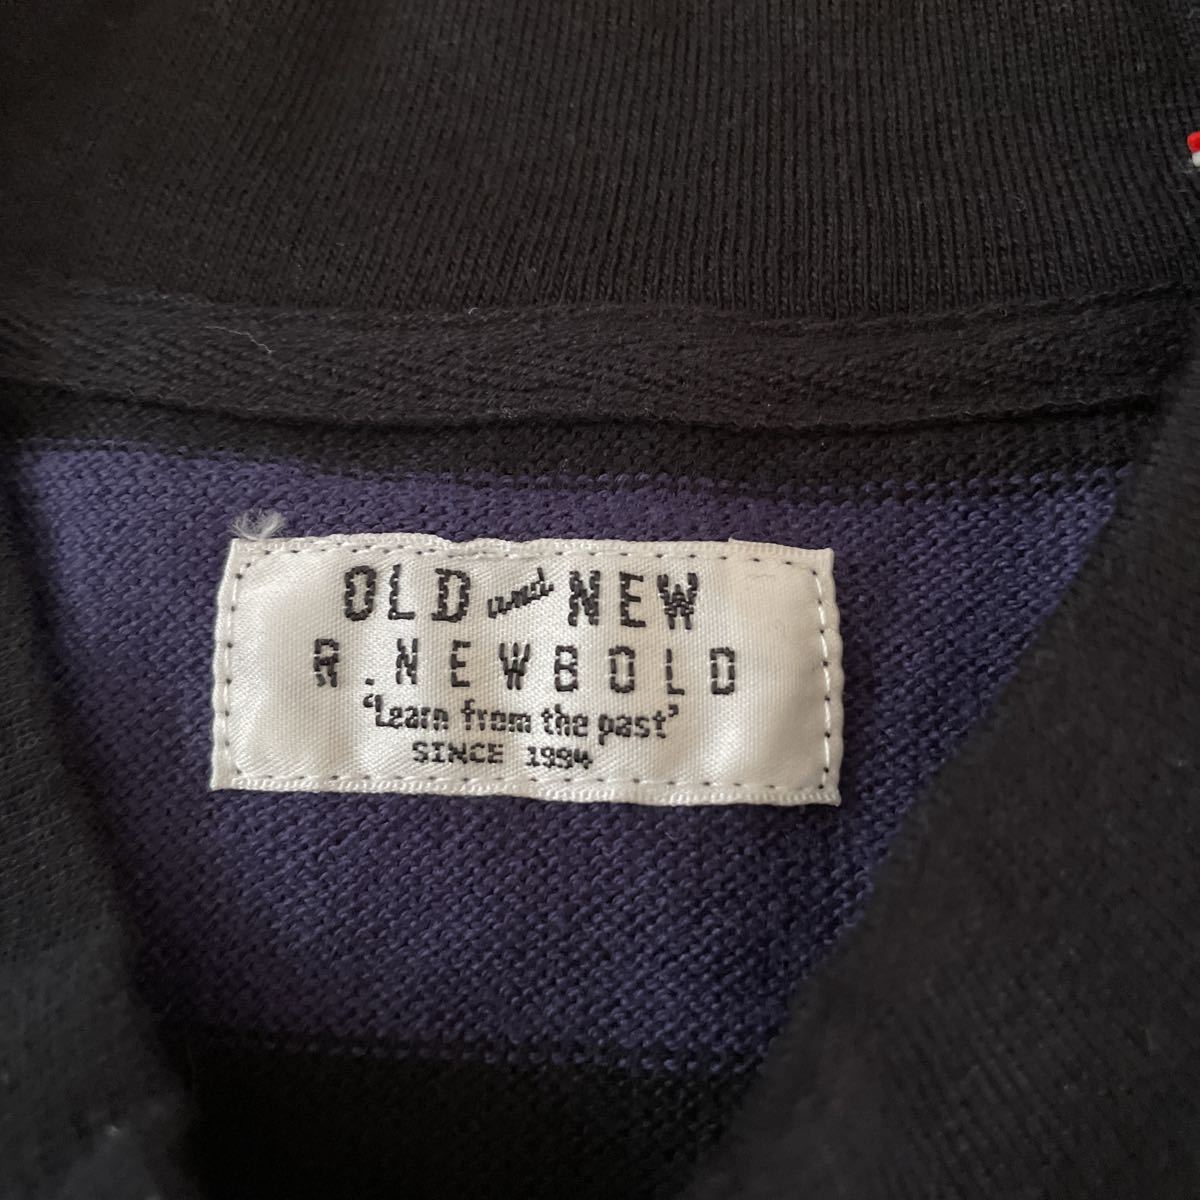 OLD and NEW
R.NEWBOLD
"Learn from the past"
SINCE 1994